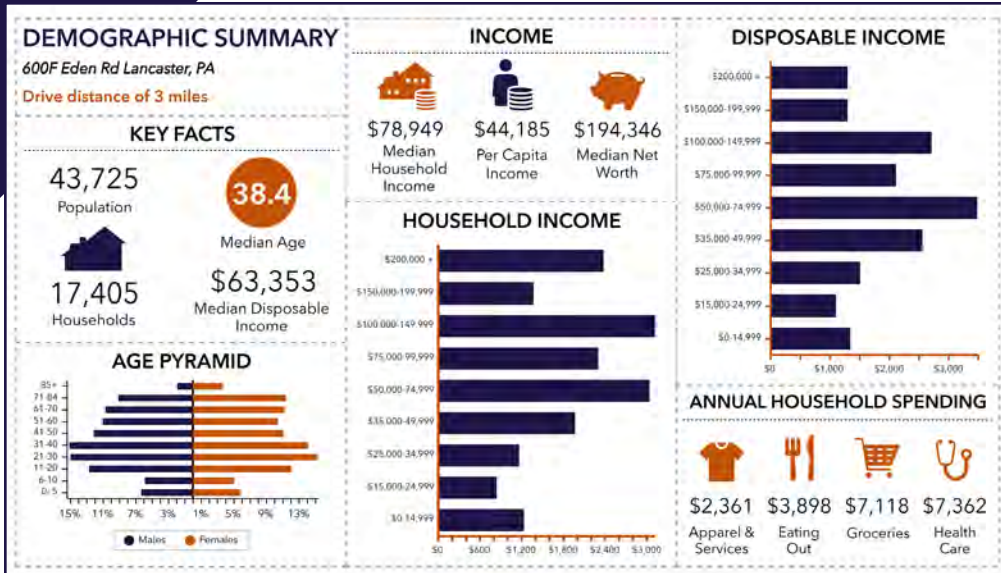 DEMOGRAPHIC SUMMARY
600F Eden Rd Lancaster, PA
Drive distance of 3 miles
KEY FACTS
43,725
Population
38.4
Median Age
17,405
Households
$63,353
Median Disposable
Income
AGE PYRAMID
85+
71-84
61-70
51-60
41-50
31-40
21-30
11-20
6-10
0-5
15% 11% 7% 3% 1% 5% 9% 13%
Males Females
INCOME
$78,949
Median
Household
Income
$44,185
Per Capita
Income
$194,346
Median Net
Worth
HOUSEHOLD INCOME
$200,000 +
$150,000-199,999
$100,000-149,999
$75,000-99,999
$50,000-74,999
$35,000-49,999
$25,000-34,999
$15,000-24,999
$0-14,999
$0 $600 $1,200 $1,800 $2,400 $3,000
DISPOSABLE INCOME
$200,000 +
$150,000-199,999
$100,000-149,999
$75,000-99,999
$50,000-74,999
$35,000-49,999
$25,000-34,999
$15,000-24,999
$0-14,999
$0 $1,000 $2,000 $3,000
ANNUAL HOUSEHOLD SPENDING
$2,361
Apparel &
Services
$3,898
Eating
Out
$7,118
Groceries
$7,362
Health
Care